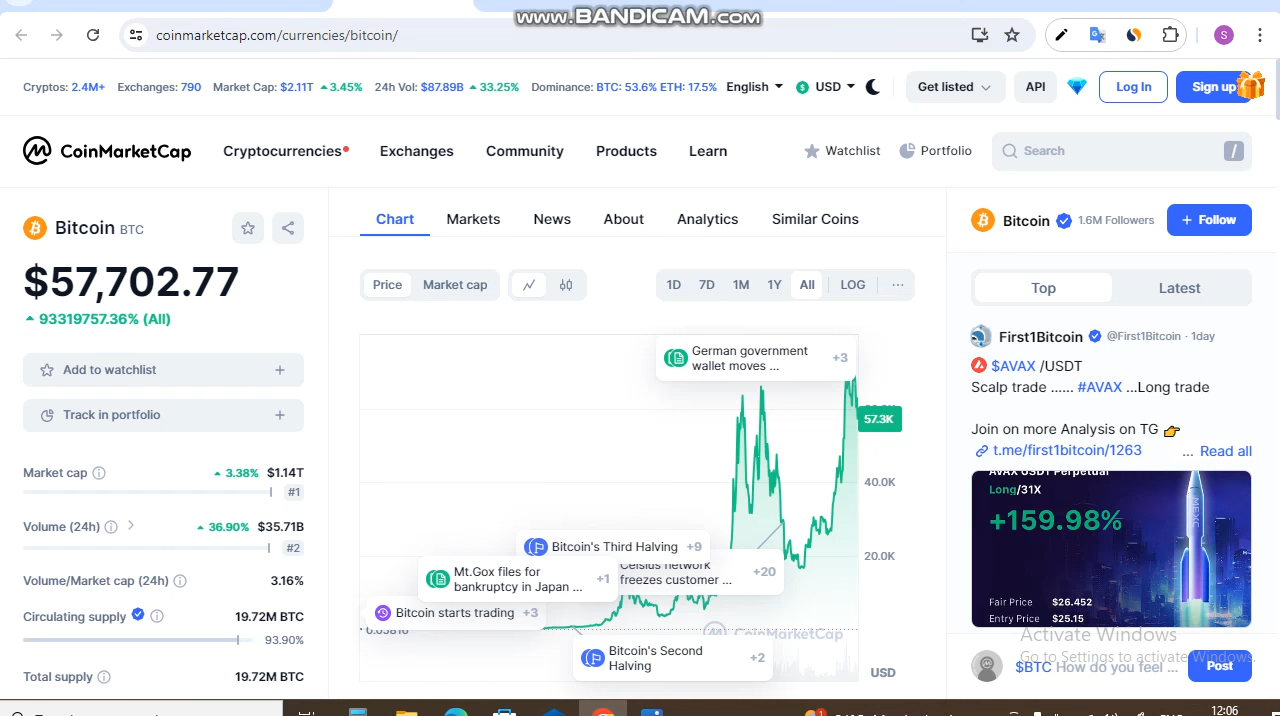 www.BANDICAM.com
coinmarketcap.com/currencies/bitcoin/
S
Cryptos: 2.4M+ Exchanges: 790 Market Cap: $2.11T 3.45% 24h Vol: $87.89B 33.25% Dominance: BTC: 53.6% ETH: 17.5% English USD Get listed API Log In Sign up
CoinMarketCap Cryptocurrencies Exchanges Community Products Learn Watchlist Portfolio Search /
Bitcoin BTC
$57,702.77
93319757.36% (All)
Add to watchlist +
Track in portfolio +
Market cap 3.38% $1.14T
#1
Volume (24h) 36.90% $35.71B
#2
Volume/Market cap (24h) 3.16%
Circulating supply 19.72M BTC
93.90%
Total supply 19.72M BTC
Chart Markets News About Analytics Similar Coins
Price Market cap 1D 7D 1M 1Y All LOG ...
German government
wallet moves ... +3
57.3K
40.0K
20.0K
Bitcoin's Third Halving +9
Celsius network
freezes customer ... +20
Mt.Gox files for
bankruptcy in Japan ... +1
Bitcoin starts trading +3
CoinMarketCap
Bitcoin's Second
Halving +2
USD
Bitcoin 1.6M Followers + Follow
Top Latest
First1Bitcoin @First1Bitcoin · 1day
$AVAX /USDT
Scalp trade ...... #AVAX ...Long trade
Join on more Analysis on TG
t.me/first1bitcoin/1263 ... Read all
AVAX USDT Perpetual
Long/31X
+159.98%
MEXC
Fair Price $26.452
Entry Price $25.15
Activate Windows
Go to Settings to activate Windows.
$BTC How do you feel ... Post
12:06